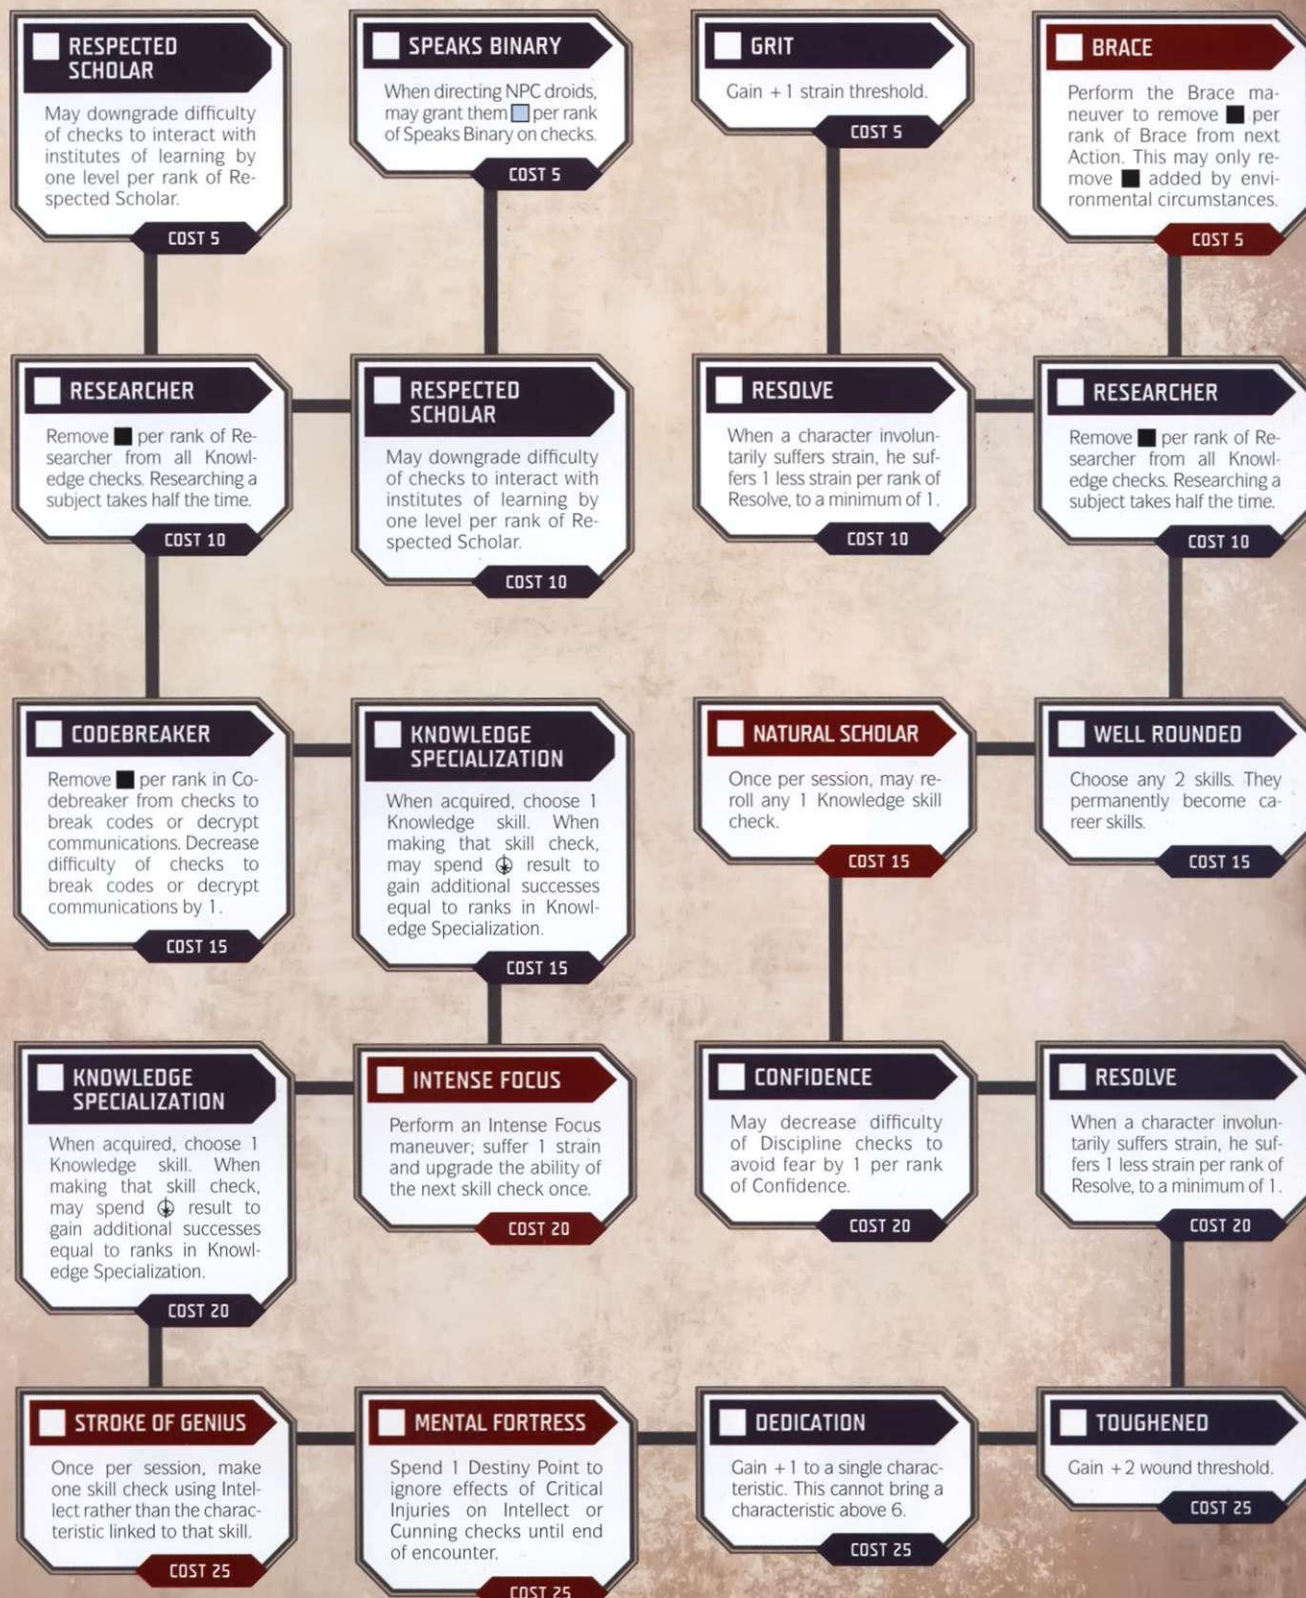 RESPECTED
SCHOLAR
May downgrade difficulty
of checks to interact with
institutes of learning by
one level per rank of Re-
spected Scholar.
COST 5
SPEAKS BINARY
When directing NPC droids,
may grant them per rank
of Speaks Binary on checks.
COST 5
GRIT
Gain +1 strain threshold.
COST 5
BRACE
Perform the Brace ma-
neuver to remove per
rank of Brace from next
Action. This may only re-
move added by envi-
ronmental circumstances.
COST 5
RESEARCHER
Remove per rank of Re-
searcher from all Knowl-
edge checks. Researching a
subject takes half the time.
COST 10
RESPECTED
SCHOLAR
May downgrade difficulty
of checks to interact with
institutes of learning by
one level per rank of Re-
spected Scholar.
COST 10
RESOLVE
When a character involun-
tarily suffers strain, he suf-
fers 1 less strain per rank of
Resolve, to a minimum of 1.
COST 10
RESEARCHER
Remove per rank of Re-
searcher from all Knowl-
edge checks. Researching a
subject takes half the time.
COST 10
CODEBREAKER
Remove per rank in Co-
debreaker from checks to
break codes or decrypt
communications. Decrease
difficulty of checks to
break codes or decrypt
communications by 1.
COST 15
KNOWLEDGE
SPECIALIZATION
When acquired, choose 1
Knowledge skill. When
making that skill check,
may spend result to
gain additional successes
equal to ranks in Knowl-
edge Specialization.
COST 15
NATURAL SCHOLAR
Once per session, may re-
roll any 1 Knowledge skill
check.
COST 15
WELL ROUNDED
Choose any 2 skills. They
permanently become ca-
reer skills.
COST 15
KNOWLEDGE
SPECIALIZATION
When acquired, choose 1
Knowledge skill. When
making that skill check,
may spend result to
gain additional successes
equal to ranks in Knowl-
edge Specialization.
COST 20
INTENSE FOCUS
Perform an Intense Focus
maneuver; suffer 1 strain
and upgrade the ability of
the next skill check once.
COST 20
CONFIDENCE
May decrease difficulty
of Discipline checks to
avoid fear by 1 per rank
of Confidence.
COST 20
RESOLVE
When a character involun-
tarily suffers strain, he suf-
fers 1 less strain per rank of
Resolve, to a minimum of 1.
COST 20
STROKE OF GENIUS
Once per session, make
one skill check using Intel-
lect rather than the charac-
teristic linked to that skill.
COST 25
MENTAL FORTRESS
Spend 1 Destiny Point to
ignore effects of Critical
Injuries on Intellect or
Cunning checks until end
of encounter.
COST 25
DEDICATION
Gain +1 to a single charac-
teristic. This cannot bring a
characteristic above 6.
COST 25
TOUGHENED
Gain +2 wound threshold.
COST 25